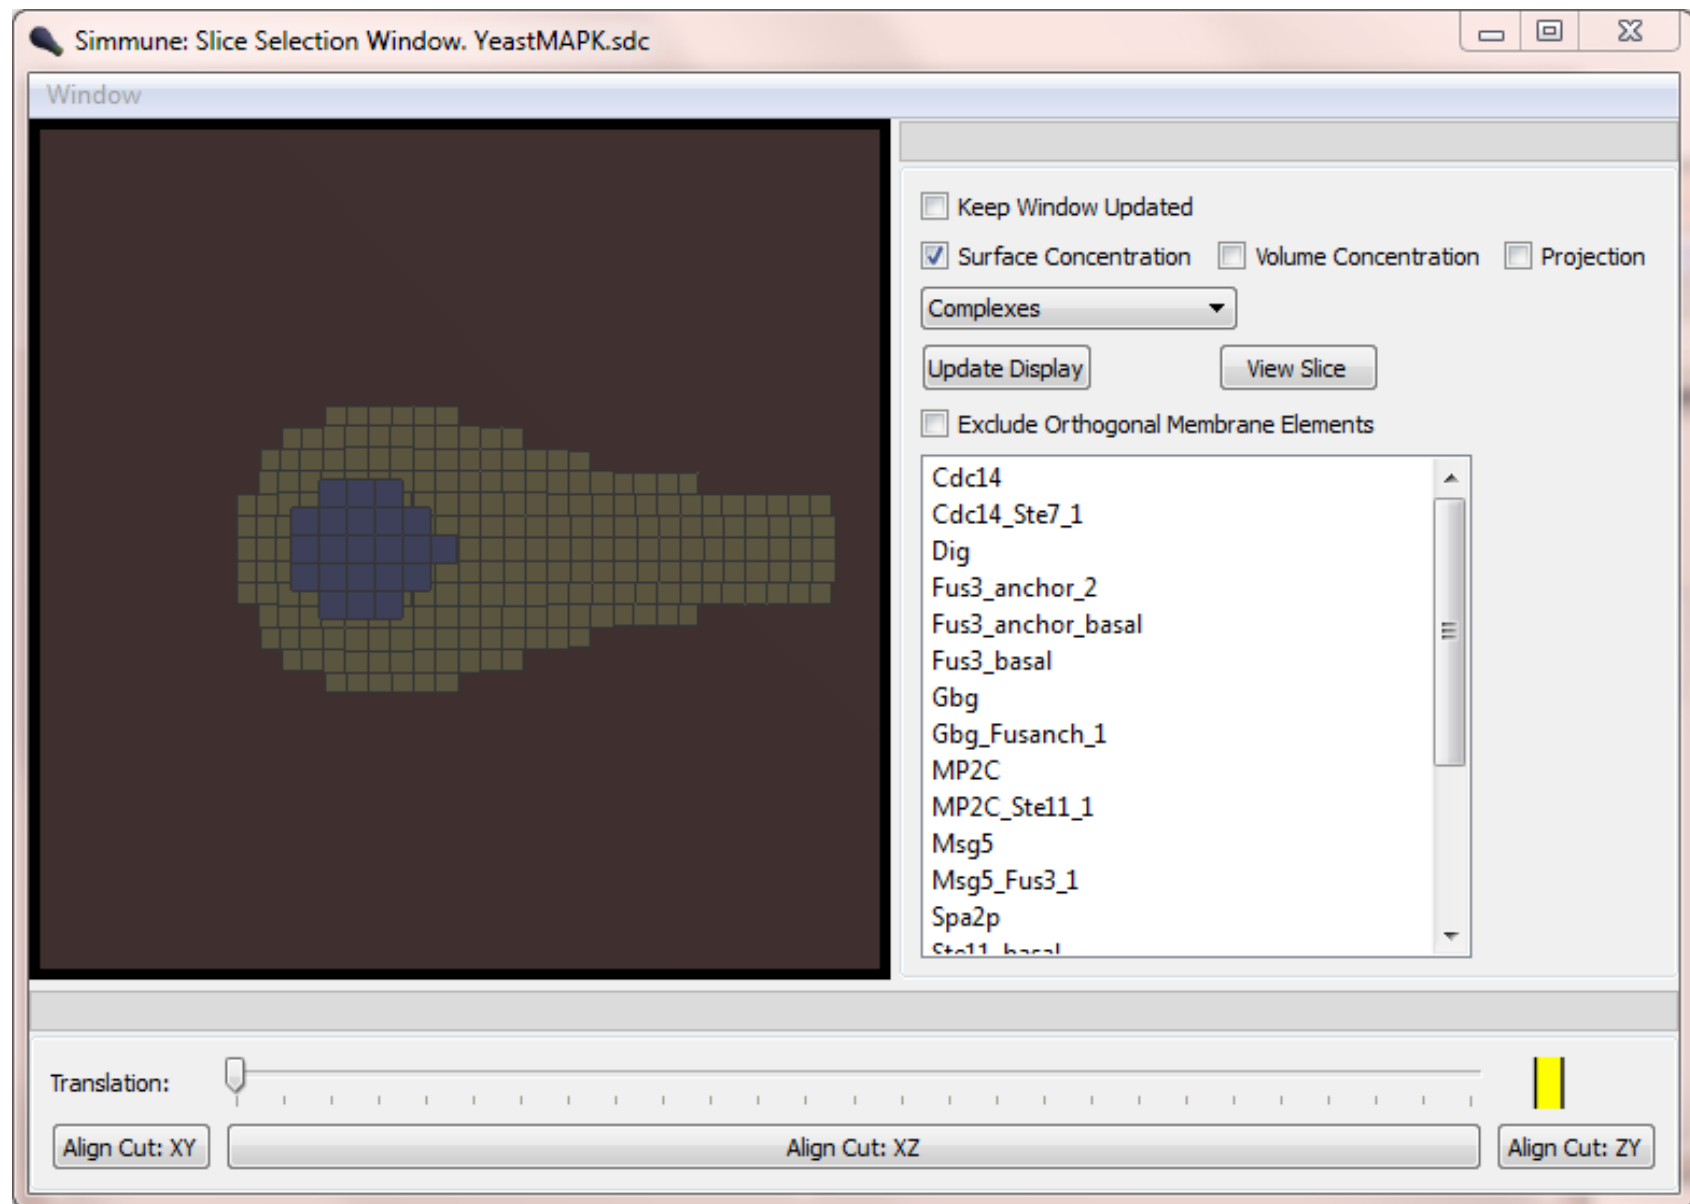 Simmune: Slice Selection Window. YeastMAPK.sdc
Window
Keep Window Updated
Surface Concentration Volume Concentration Projection
Complexes
Update Display View Slice
Exclude Orthogonal Membrane Elements
Cdc14
Cdc14_Ste7_1
Dig
Fus3_anchor_2
Fus3_anchor_basal
Fus3_basal
Gbg
Gbg_Fusanch_1
MP2C
MP2C_Ste11_1
Msg5
Msg5_Fus3_1
Spa2p
Ste11_basal
Translation:
Align Cut: XY Align Cut: XZ Align Cut: ZY